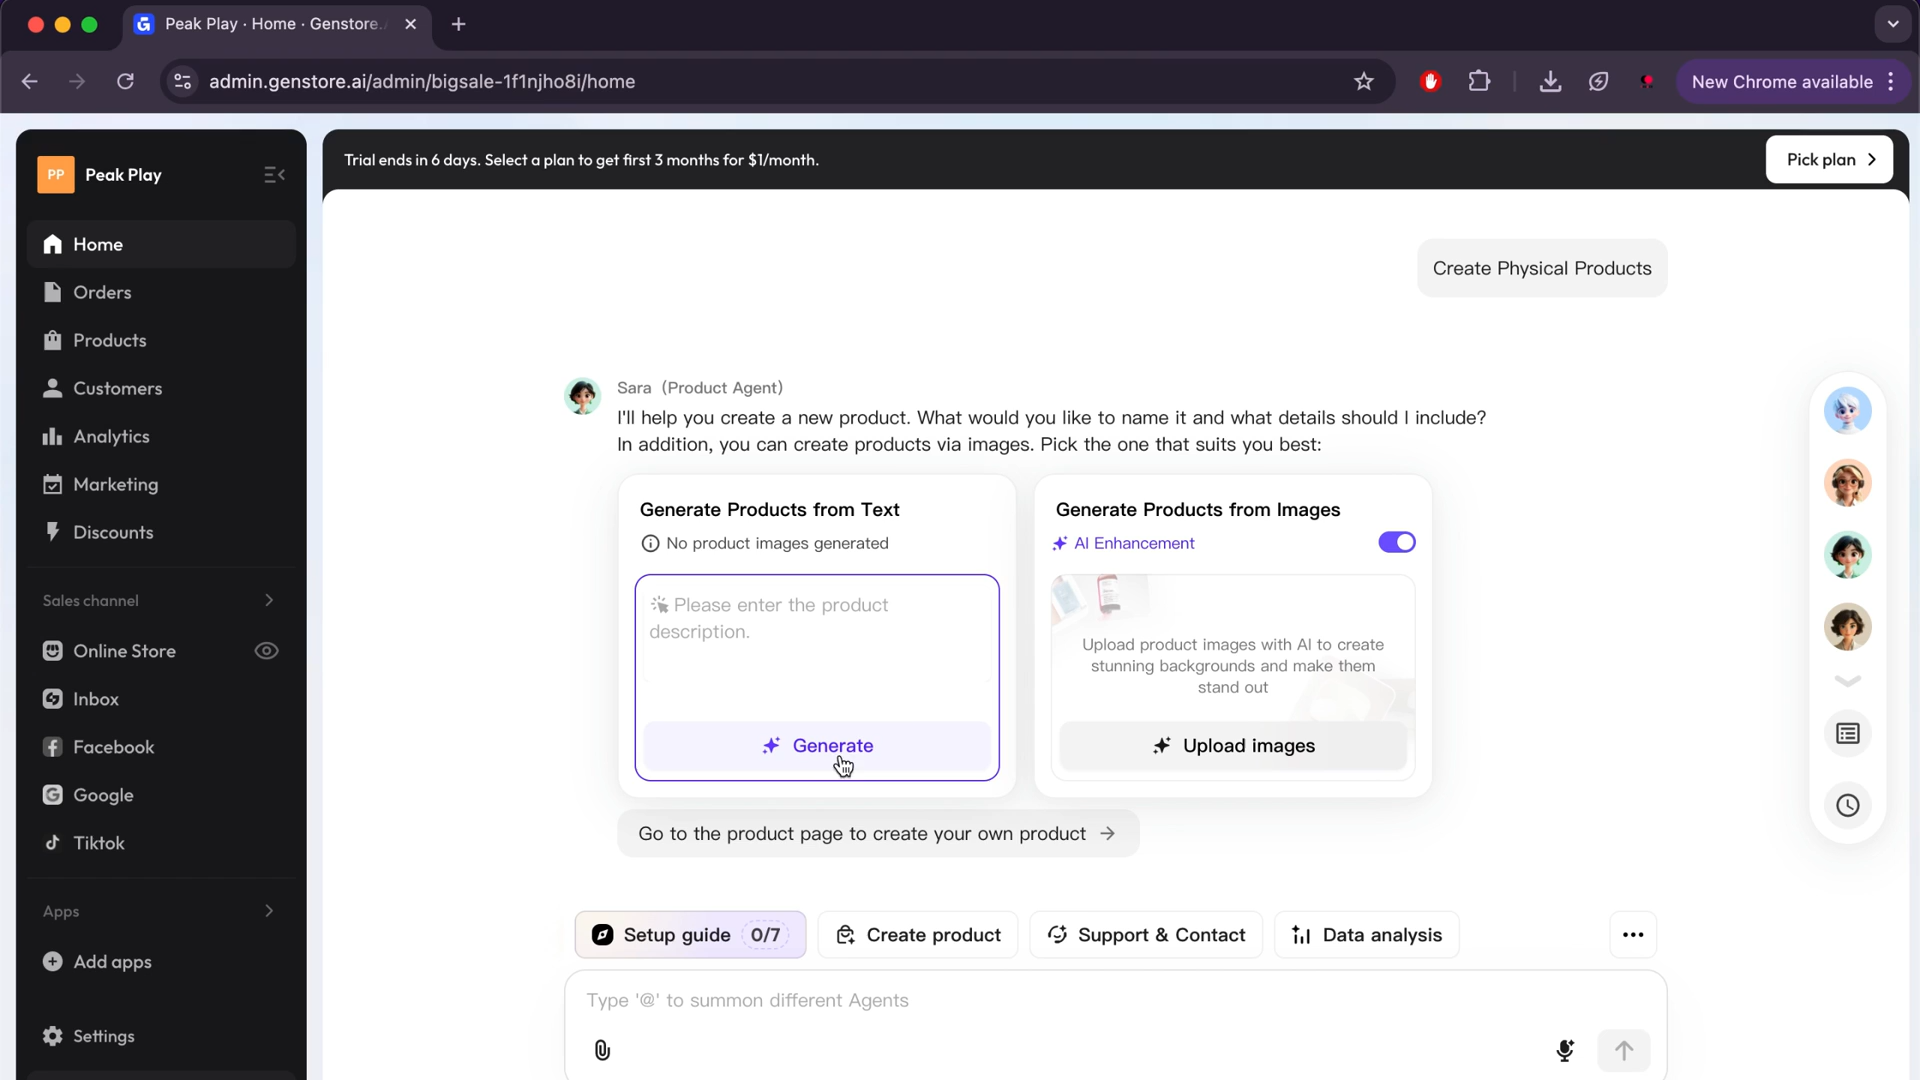 Peak Play · Home · Genstore.
admin.genstore.ai/admin/bigsale-1f1njho8i/home
New Chrome available
PP
Peak Play
Trial ends in 6 days. Select a plan to get first 3 months for $1/month.
Pick plan
Home
Orders
Products
Customers
Analytics
Marketing
Discounts
Sales channel
Online Store
Inbox
Facebook
Google
Tiktok
Apps
Add apps
Settings
Create Physical Products
Sara (Product Agent)
I'll help you create a new product. What would you like to name it and what details should I include?
In addition, you can create products via images. Pick the one that suits you best:
Generate Products from Text
No product images generated
Please enter the product
description.
Generate
Generate Products from Images
AI Enhancement
Upload product images with AI to create
stunning backgrounds and make them
stand out
Upload images
Go to the product page to create your own product
Setup guide 0/7
Create product
Support & Contact
Data analysis
Type '@' to summon different Agents